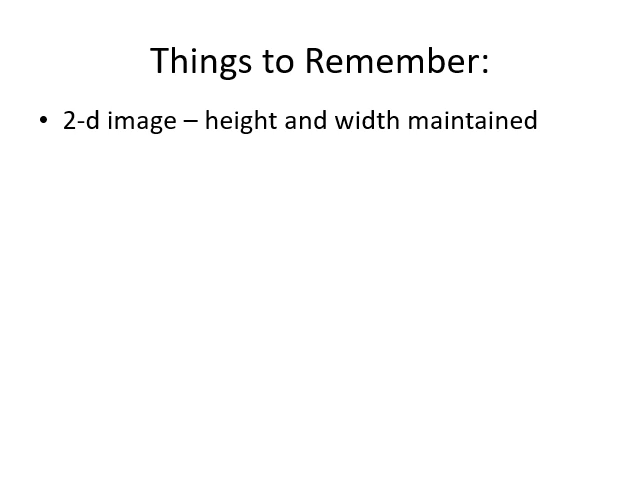 Things to Remember:
• 2-d image – height and width maintained